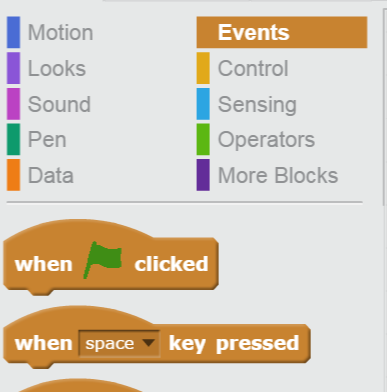 Motion Events
Looks Control
Sound Sensing
Pen Operators
Data More Blocks
when clicked
when space key pressed